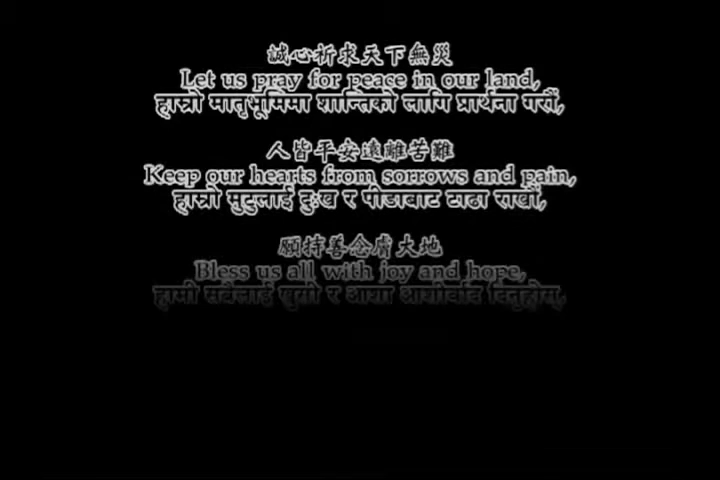 誠心祈求天下無災
Let us pray for peace in our land,
हाम्रो मातृभूमिमा शान्तिको लागि प्रार्थना गरौं,
人皆平安遠離苦難
Keep our hearts from sorrows and pain,
हाम्रो मुटुलाई दुःख र पीडाबाट टाढा राखौं,
願持善念膚大地
Bless us all with joy and hope,
हामी सबैलाई खुसी र आशा आशीर्वाद दिनुहोस्,